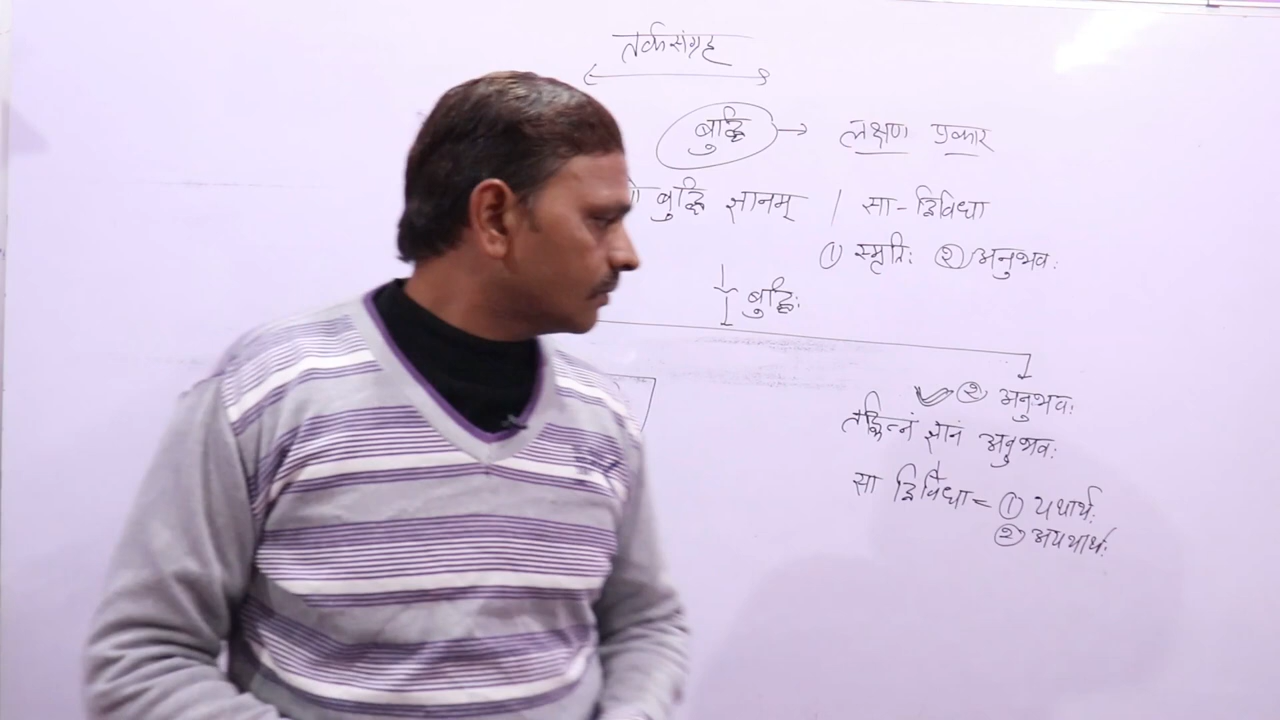 तर्कसंग्रह
बुद्धि → लक्षण प्रकार
बुद्धि ज्ञानम् / सा - द्विविधा
① स्मृतिः ② अनुभवः
बुद्धिः
② अनुभवः
तद्भिन्नं ज्ञानं अनुभवः
सा द्विविधा = ① यथार्थः
② अयथार्थः